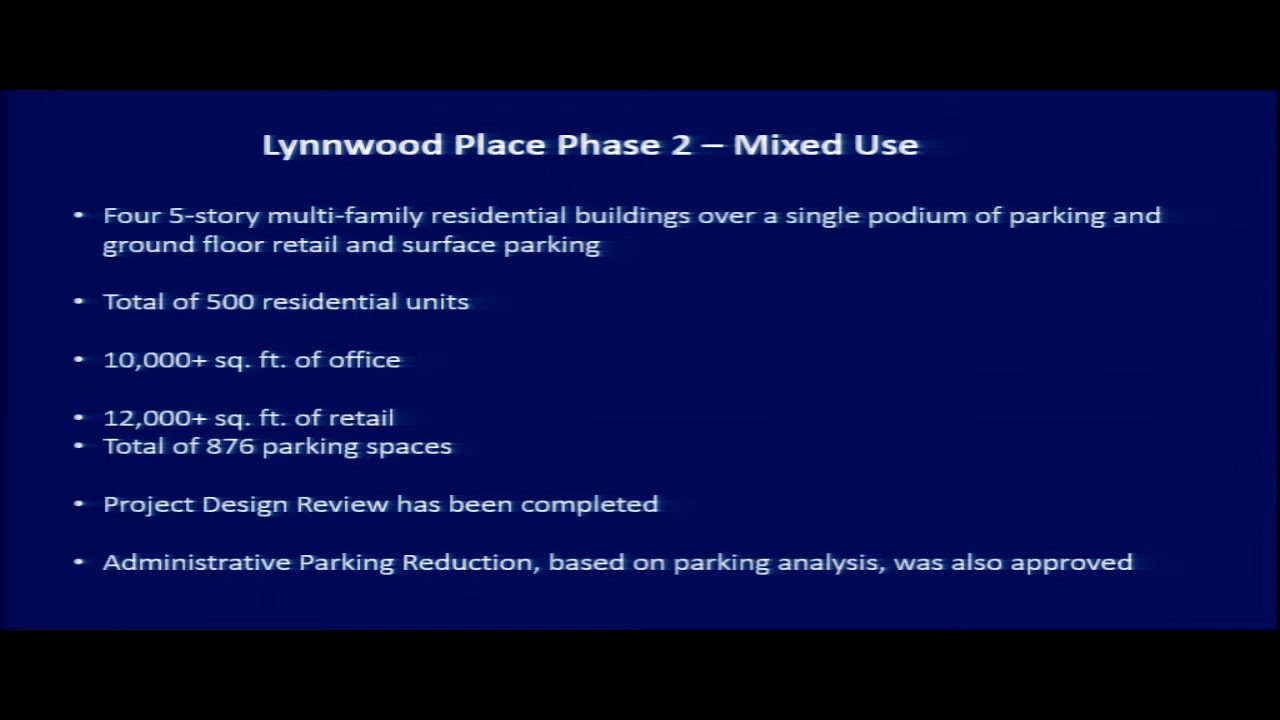 Lynnwood Place Phase 2 – Mixed Use
• Four 5-story multi-family residential buildings over a single podium of parking and
ground floor retail and surface parking
• Total of 500 residential units
• 10,000+ sq. ft. of office
• 12,000+ sq. ft. of retail
• Total of 876 parking spaces
• Project Design Review has been completed
• Administrative Parking Reduction, based on parking analysis, was also approved